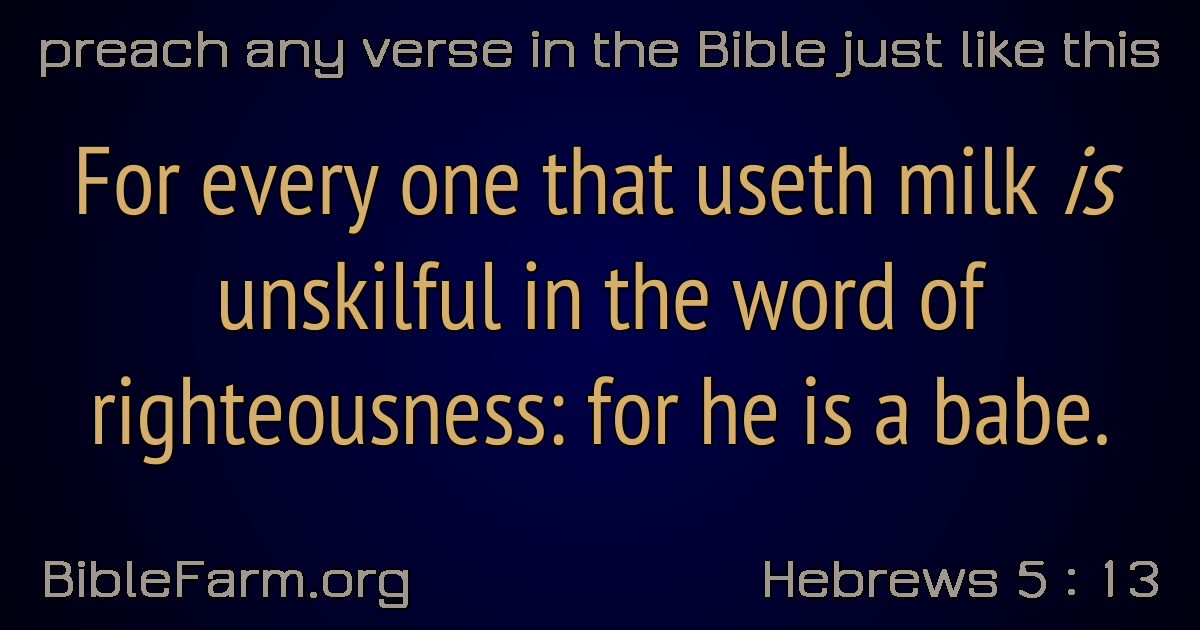 preach any verse in the Bible just like this
For every one that useth milk is
unskilful in the word of
righteousness: for he is a babe.
BibleFarm.org
Hebrews 5 : 13